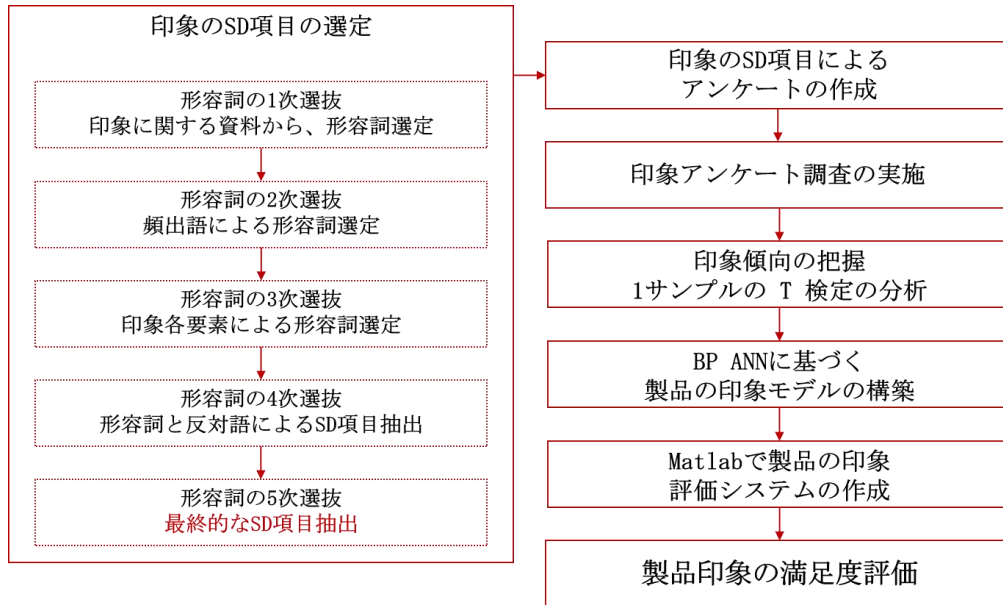 印象のSD項目の選定
形容詞の1次選抜
印象に関する資料から、形容詞選定
形容詞の2次選抜
頻出語による形容詞選定
形容詞の3次選抜
印象各要素による形容詞選定
形容詞の4次選抜
形容詞と反対語によるSD項目抽出
形容詞の5次選抜
最終的なSD項目抽出
印象のSD項目による
アンケートの作成
印象アンケート調査の実施
印象傾向の把握
1サンプルの T 検定の分析
BP ANNに基づく
製品の印象モデルの構築
Matlabで製品の印象
評価システムの作成
製品印象の満足度評価